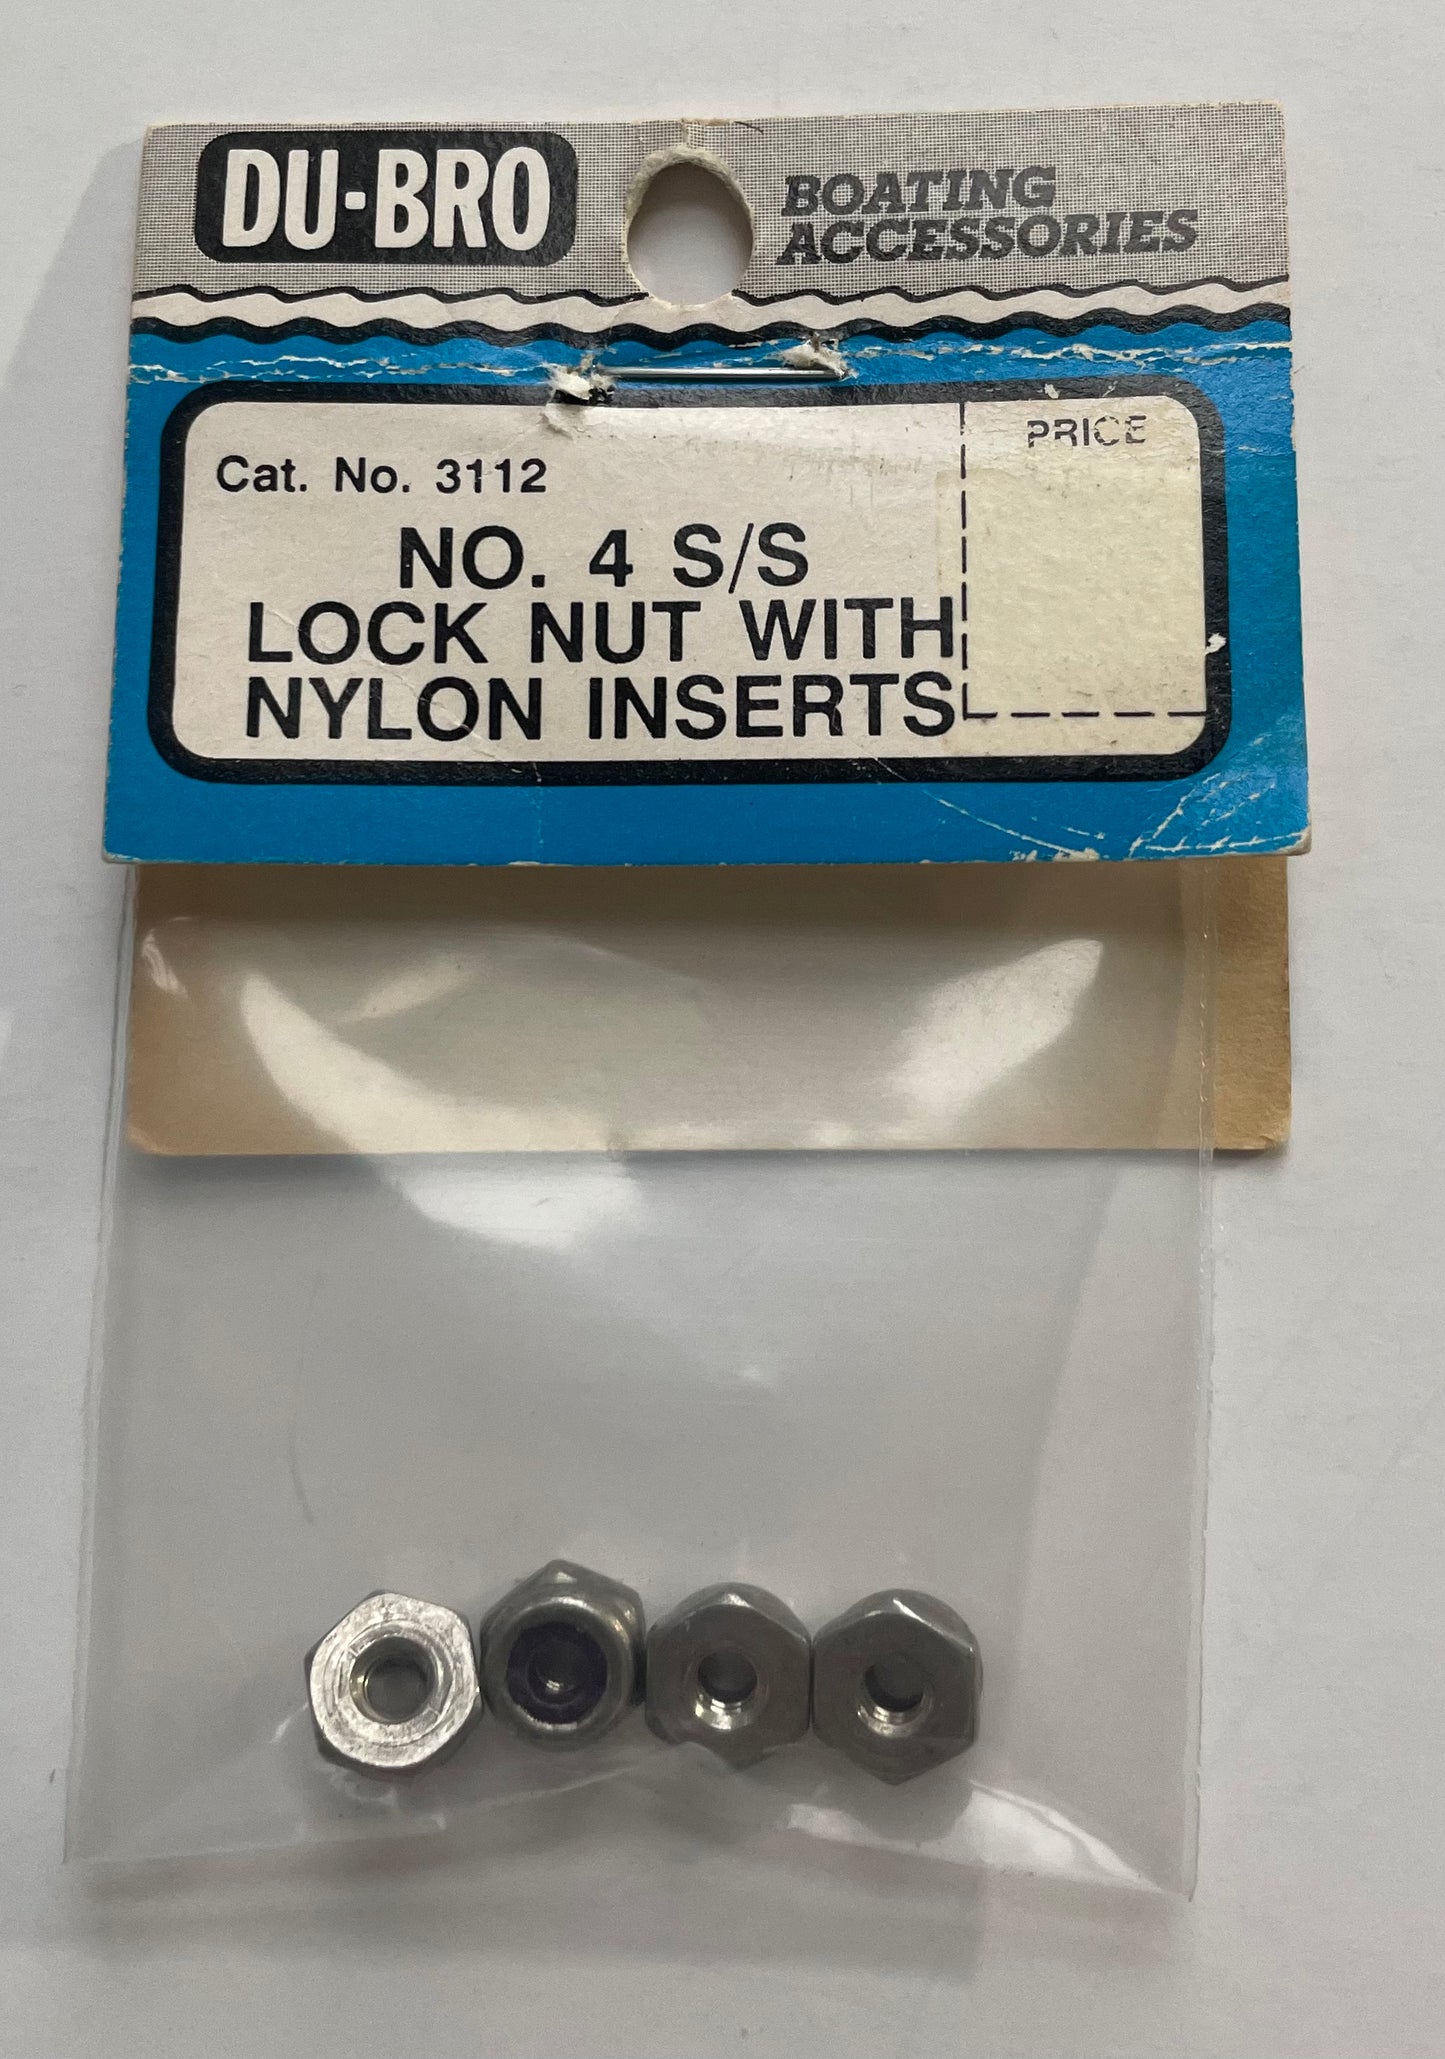 DU-BRO
BOATING
ACCESSORIES
PRICE
Cat. No. 3112
NO. 4 S/S
LOCK NUT WITH
NYLON INSERTS